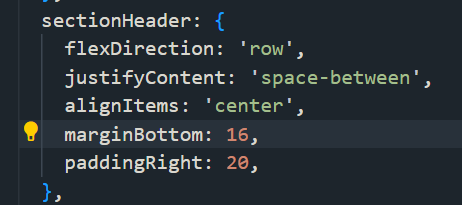 sectionHeader: {
flexDirection: 'row',
justifyContent: 'space-between',
alignItems: 'center',
marginBottom: 16,
paddingRight: 20,
},